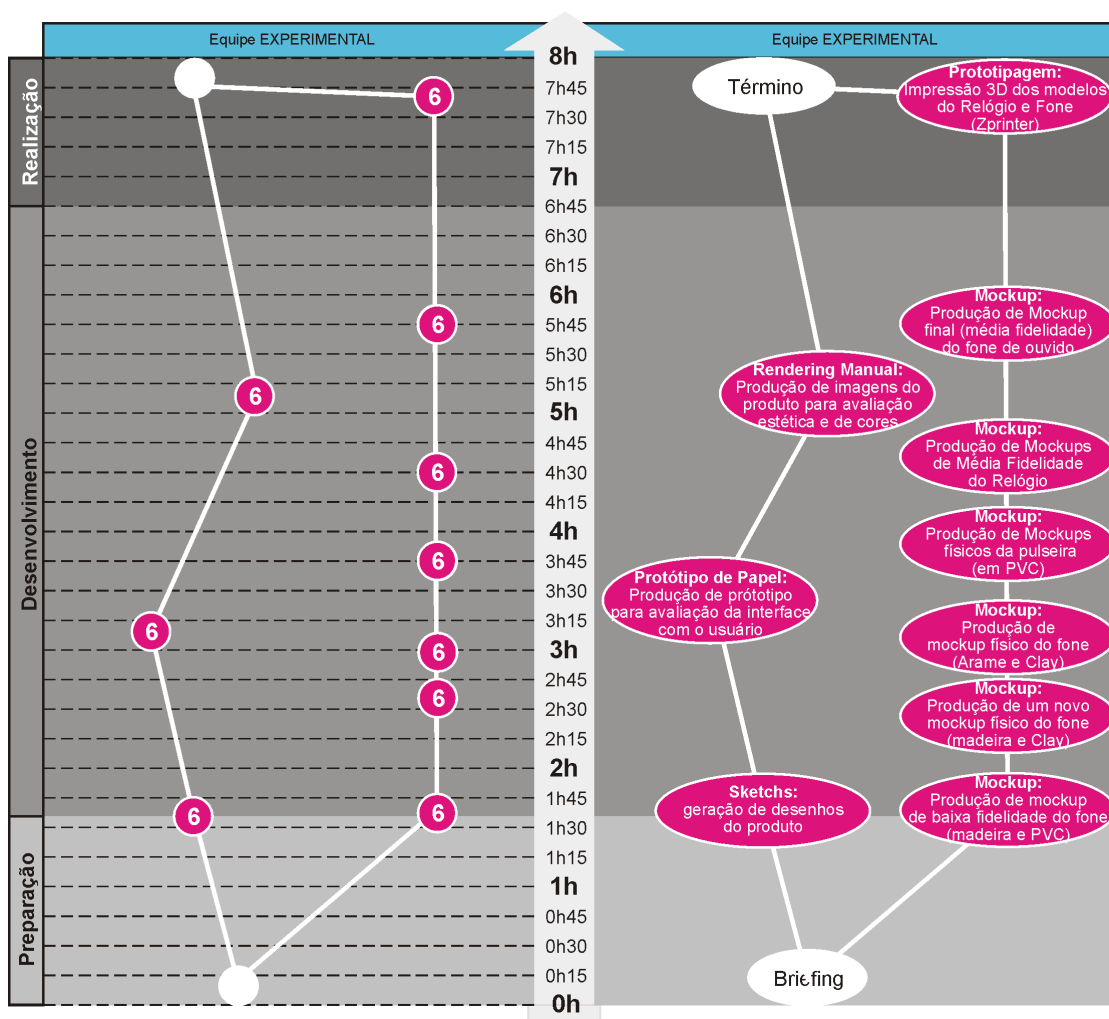 Equipe EXPERIMENTAL
Equipe EXPERIMENTAL
Realização
Desenvolvimento
Preparação
6
6
6
6
6
6
6
6
6
6
8h
7h45
7h30
7h15
7h
6h45
6h30
6h15
6h
5h45
5h30
5h15
5h
4h45
4h30
4h15
4h
3h45
3h30
3h15
3h
2h45
2h30
2h15
2h
1h45
1h30
1h15
1h
0h45
0h30
0h15
0h
Término
Prototipagem:
Impressão 3D dos modelos
do Relógio e Fone
(Zprinter)
Mockup:
Produção de Mockup
final (média fidelidade)
do fone de ouvido
Rendering Manual:
Produção de imagens do
produto para avaliação
estética e de cores
Mockup:
Produção de Mockups
de Média Fidelidade
do Relógio
Mockup:
Produção de Mockups
físicos da pulseira
(em PVC)
Protótipo de Papel:
Produção de prótotipo
para avaliação da interface
com o usuário
Mockup:
Produção de
mockup físico do fone
(Arame e Clay)
Mockup:
Produção de um novo
mockup físico do fone
(madeira e Clay)
Sketchs:
geração de desenhos
do produto
Mockup:
Produção de mockup
de baixa fidelidade do fone
(madeira e PVC)
Briefing